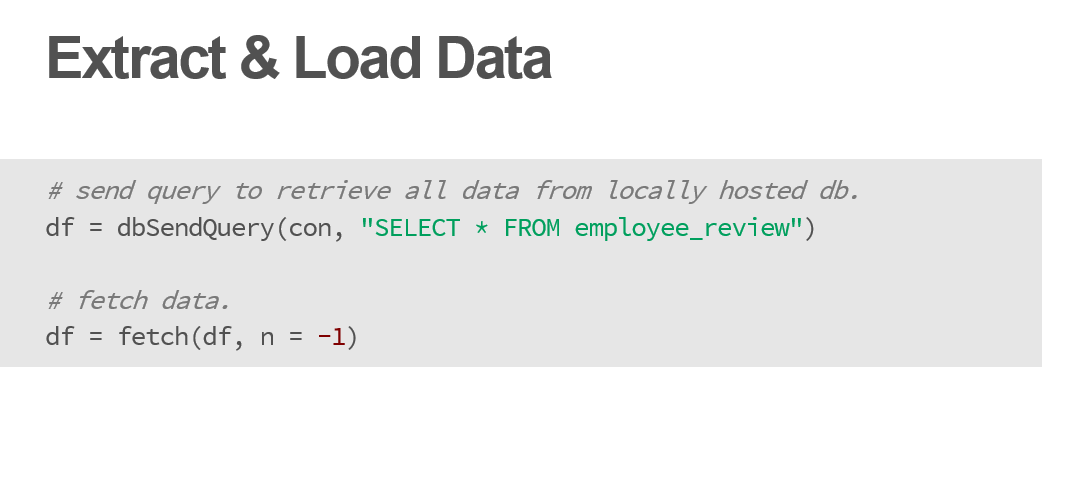 Extract & Load Data
# send query to retrieve all data from locally hosted db.
df = dbSendQuery(con, "SELECT * FROM employee_review")
# fetch data.
df = fetch(df, n = -1)